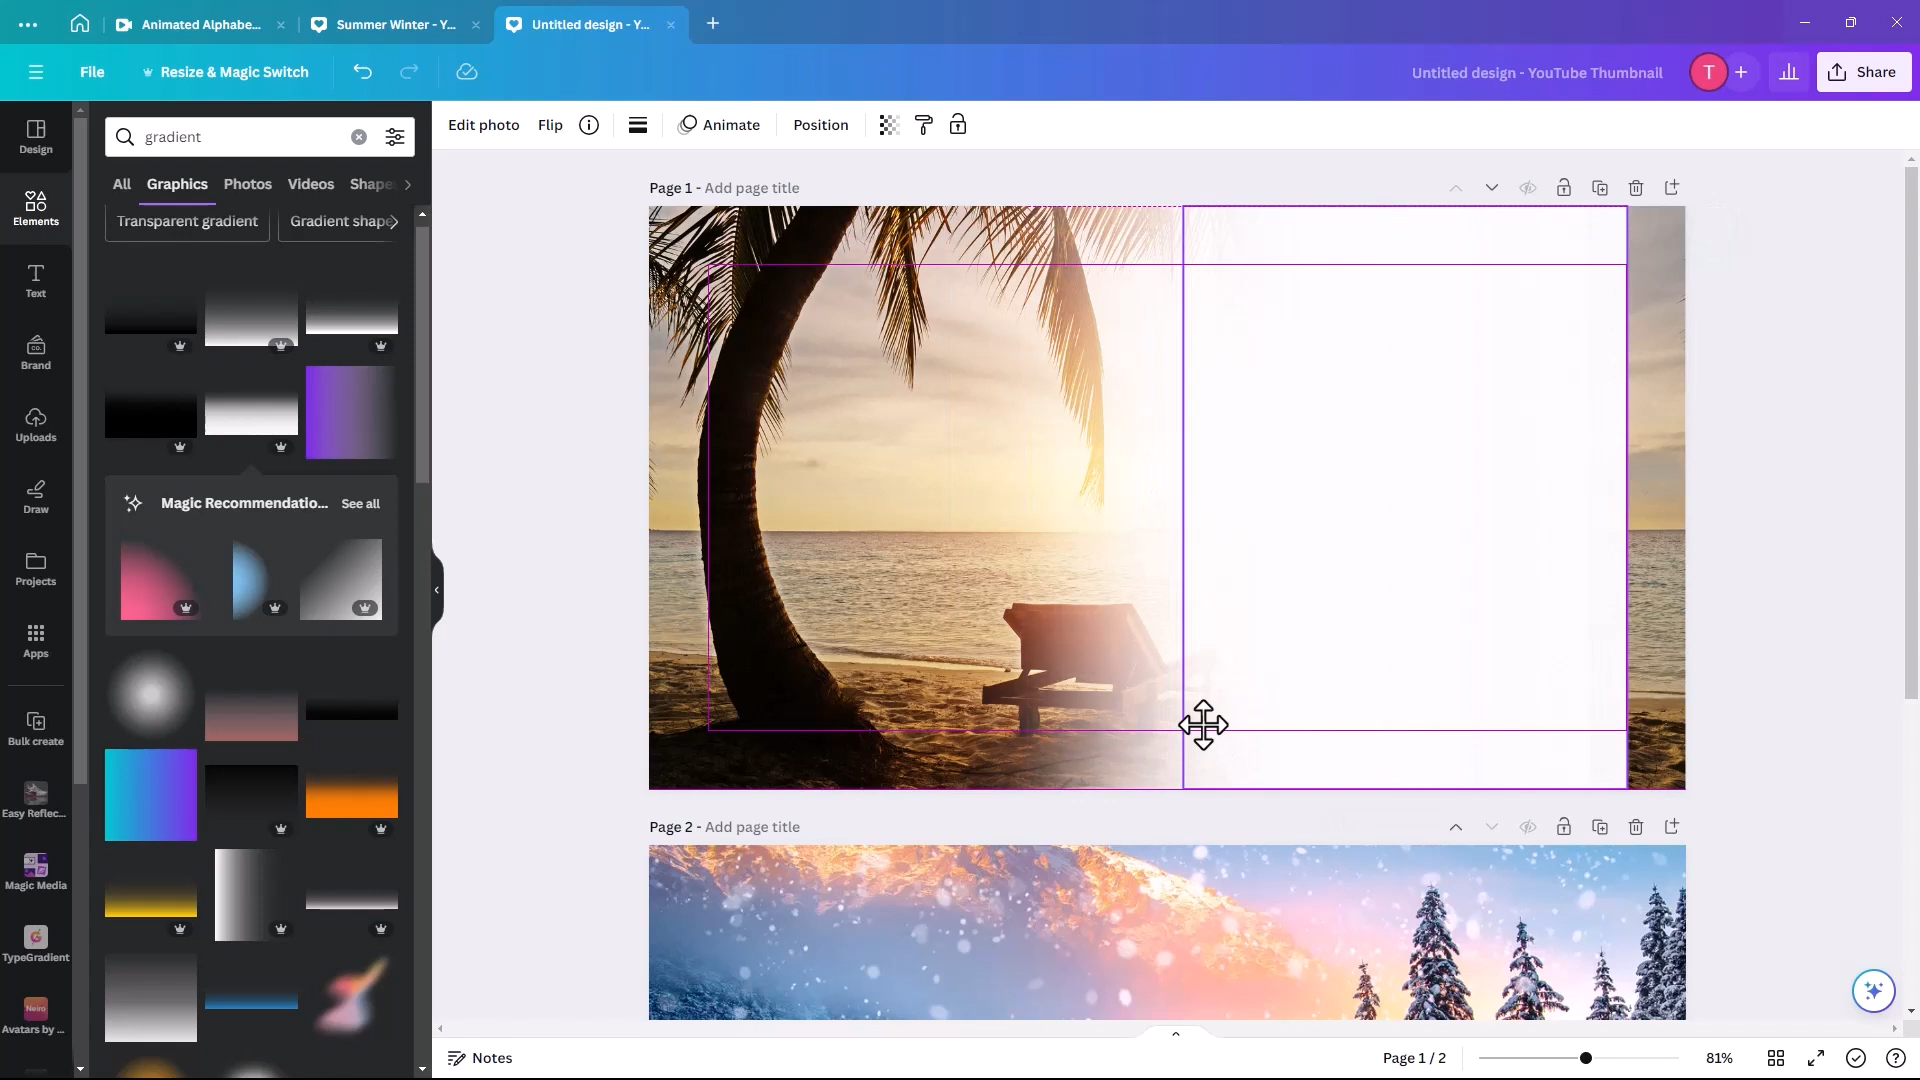 Animated Alphabe...
Summer Winter - Y...
Untitled design - Y...
File
Resize & Magic Switch
Untitled design - YouTube Thumbnail
T
Share
Design
Elements
Text
Brand
CO.
Uploads
Draw
Projects
Apps
Bulk create
Easy Reflec...
Magic Media
TypeGradient
Neiro
Avatars by ...
gradient
All
Graphics
Photos
Videos
Shape
Transparent gradient
Gradient shape
Magic Recommendatio...
See all
Edit photo
Flip
Animate
Position
Page 1 - Add page title
Page 2 - Add page title
Notes
Page 1 / 2
81%